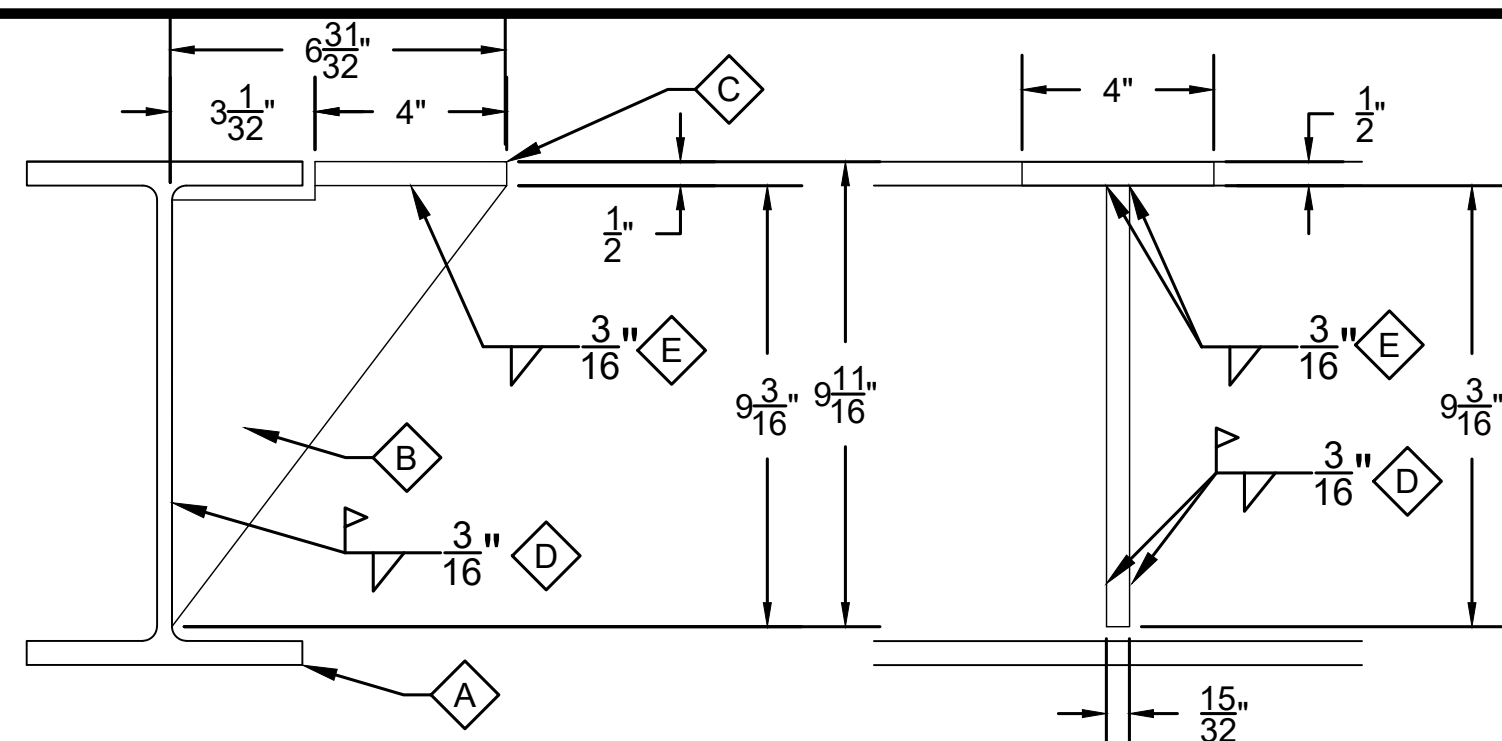 6 31/32"
3 1/32"
4"
C
4"
1/2"
1/2"
3/16" E
3/16" E
9 3/16"
9 11/16"
9 3/16"
B
3/16" D
3/16" D
A
15/32"